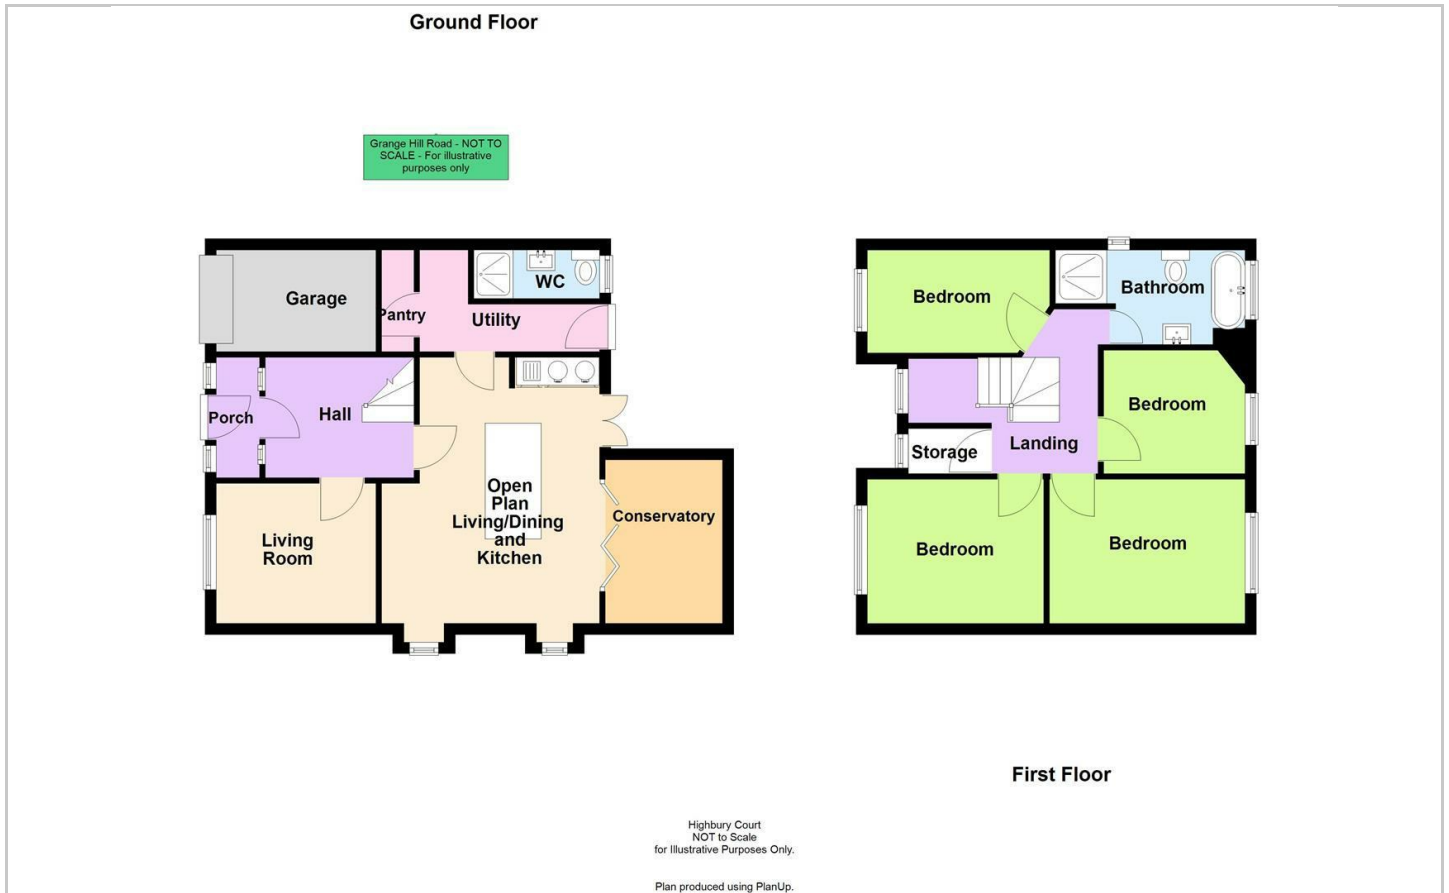 Ground Floor
Grange Hill Road - NOT TO
SCALE - For illustrative
purposes only
Garage
Pantry
Utility
WC
Porch
Hall
Living
Room
Open
Plan
Living/Dining
and
Kitchen
Conservatory
Bedroom
Bathroom
Bedroom
Storage
Landing
Bedroom
Bedroom
First Floor
Highbury Court
NOT to Scale
for Illustrative Purposes Only.
Plan produced using PlanUp.